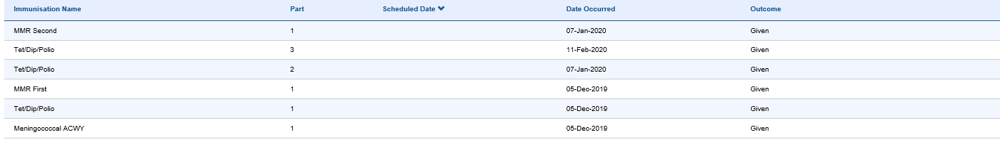 Immunisation Name Part Scheduled Date Date Occurred Outcome
MMR Second 1 07-Jan-2020 Given
Tet/Dip/Polio 3 11-Feb-2020 Given
Tet/Dip/Polio 2 07-Jan-2020 Given
MMR First 1 05-Dec-2019 Given
Tet/Dip/Polio 1 05-Dec-2019 Given
Meningococcal ACWY 1 05-Dec-2019 Given